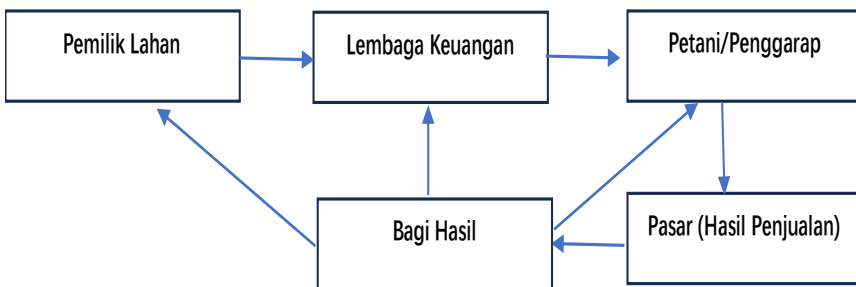 Pemilik Lahan
Lembaga Keuangan
Petani/Penggarap
Bagi Hasil
Pasar (Hasil Penjualan)